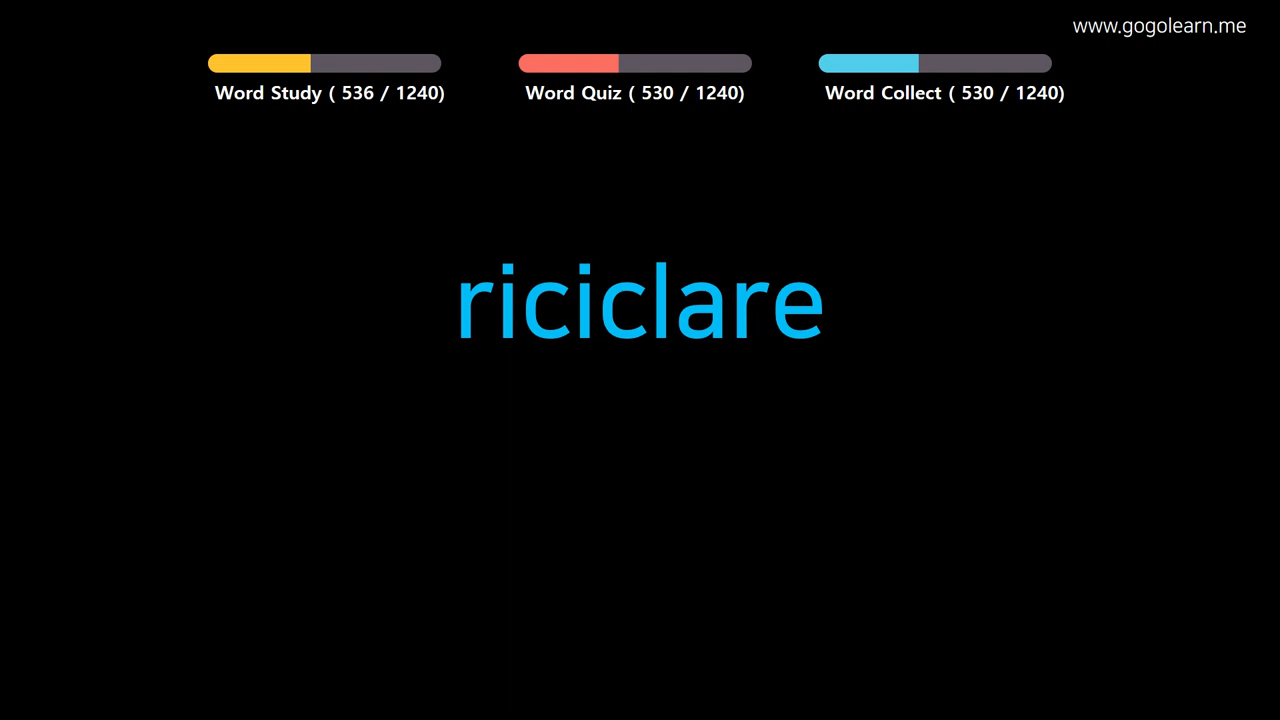 www.gogolearn.me
Word Study ( 536 / 1240)
Word Quiz ( 530 / 1240)
Word Collect ( 530 / 1240)
riciclare